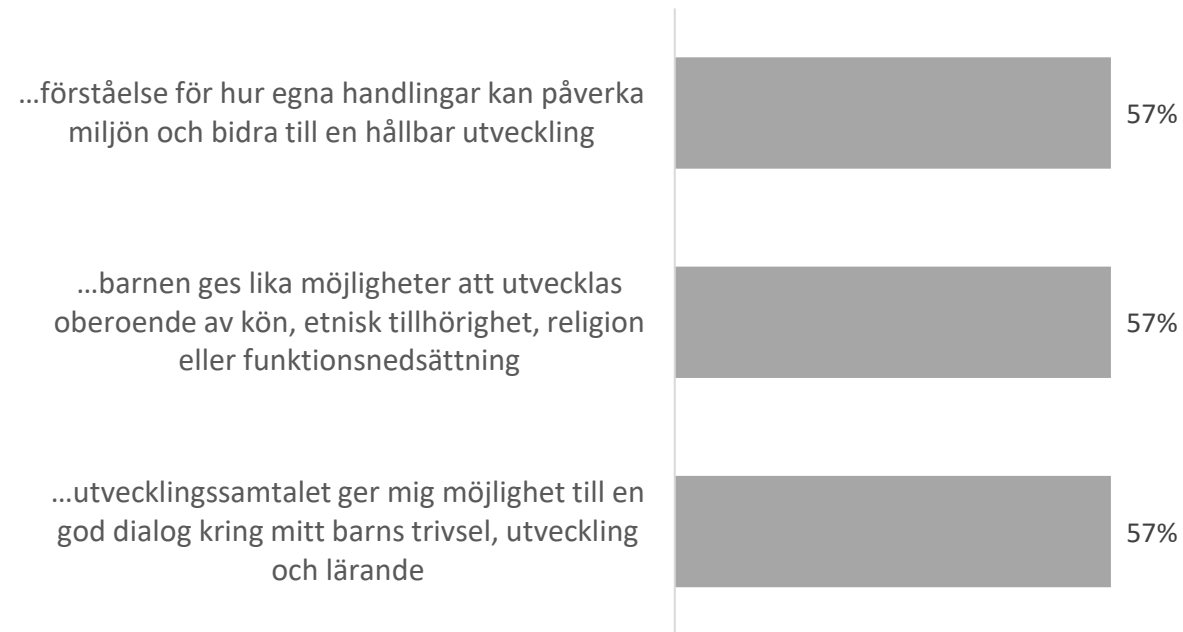 ...förståelse för hur egna handlingar kan påverka
miljön och bidra till en hållbar utveckling
57%
...barnen ges lika möjligheter att utvecklas
oberoende av kön, etnisk tillhörighet, religion
eller funktionsnedsättning
57%
...utvecklingssamtalet ger mig möjlighet till en
god dialog kring mitt barns trivsel, utveckling
och lärande
57%